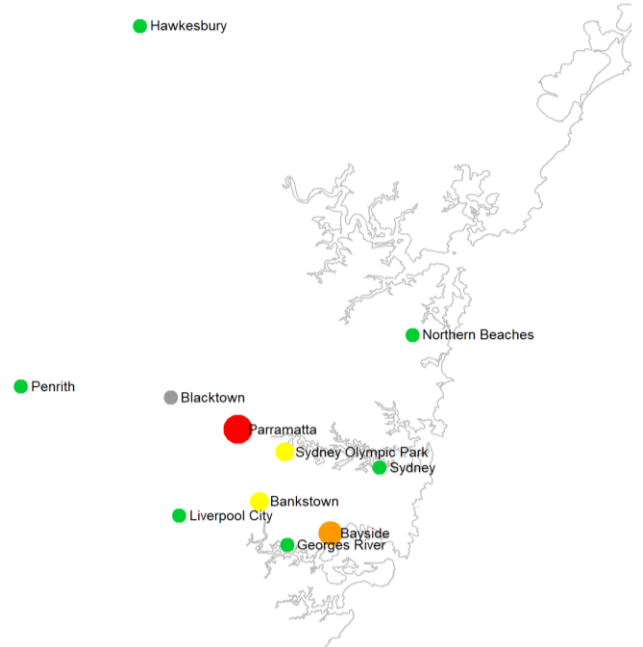 Hawkesbury
Northern Beaches
Penrith
Blacktown
Parramatta
Sydney Olympic Park
Sydney
Bankstown
Liverpool City
Bayside
Georges River